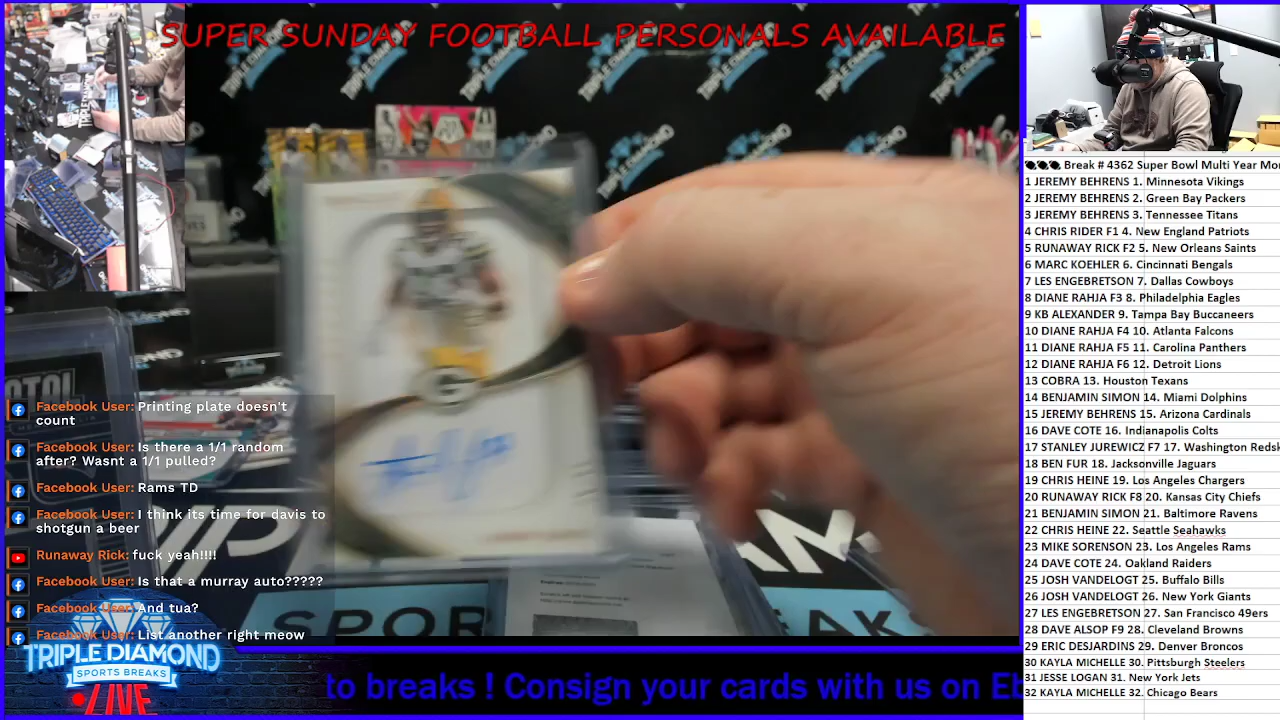 SUPER SUNDAY FOOTBALL PERSONALS AVAILABLE
Break # 4362 Super Bowl Multi Year
1 JEREMY BEHRENS 1. Minnesota Vikings
2 JEREMY BEHRENS 2. Green Bay Packers
3 JEREMY BEHRENS 3. Tennessee Titans
4 CHRIS RIDER F1 4. New England Patriots
5 RUNAWAY RICK F2 5. New Orleans Saints
6 MARC KOEHLER 6. Cincinnati Bengals
7 LES ENGEBRETSON 7. Dallas Cowboys
8 DIANE RAHJA F3 8. Philadelphia Eagles
9 KB ALEXANDER 9. Tampa Bay Buccaneers
10 DIANE RAHJA F4 10. Atlanta Falcons
11 DIANE RAHJA F5 11. Carolina Panthers
12 DIANE RAHJA F6 12. Detroit Lions
13 COBRA 13. Houston Texans
14 BENJAMIN SIMON 14. Miami Dolphins
15 JEREMY BEHRENS 15. Arizona Cardinals
16 DAVE COTE 16. Indianapolis Colts
17 STANLEY JUREWICZ F7 17. Washington Redsk
18 BEN FUR 18. Jacksonville Jaguars
19 CHRIS HEINE 19. Los Angeles Chargers
20 RUNAWAY RICK F8 20. Kansas City Chiefs
21 BENJAMIN SIMON 21. Baltimore Ravens
22 CHRIS HEINE 22. Seattle Seahawks
23 MIKE SORENSON 23. Los Angeles Rams
24 DAVE COTE 24. Oakland Raiders
25 JOSH VANDELOGT 25. Buffalo Bills
26 JOSH VANDELOGT 26. New York Giants
27 LES ENGEBRETSON 27. San Francisco 49ers
28 DAVE ALSOP F9 28. Cleveland Browns
29 29. Denver Broncos
30 KAYLA MICHELLE 30. Pittsburgh Steelers
31 JESSE LOGAN 31. New York Jets
32 KAYLA MICHELLE 32. Chicago Bears
Facebook User: Printing plate doesn't
count
Facebook User: Is there a 1/1 random
after? Wasnt a 1/1 pulled?
Facebook User: Rams TD
Facebook User: I think its time for davis to
shotgun a beer
Runaway Rick: fuck yeah!!!!
Facebook User: Is that a murray auto?????
Facebook User: And tua?
Facebook User: List another right meow
TRIPLE DIAMOND
SPORTS BREAKS
LIVE
to breaks ! Consign your cards with us on